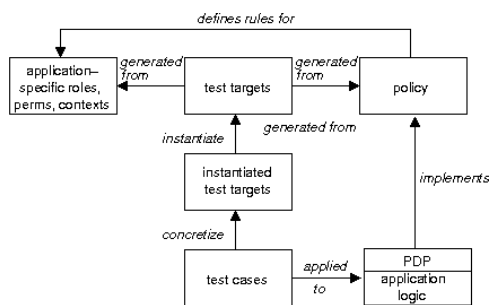 defines rules for
generated
from
generated
from
application–
specific roles,
perms, contexts
test targets
policy
instantiate
generated from
instantiated
test targets
implements
concretize
test cases
applied
to
PDP
application
logic